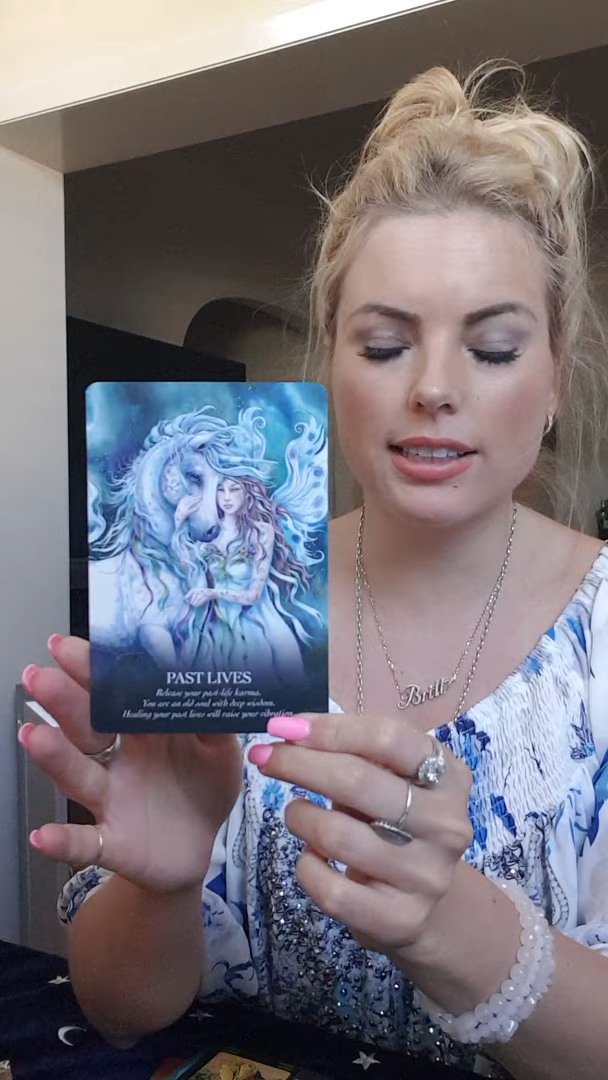 PAST LIVES
Release your past-life karma.
You are an old soul with deep wisdom.
Healing your past lives will raise your vibration.
Britt